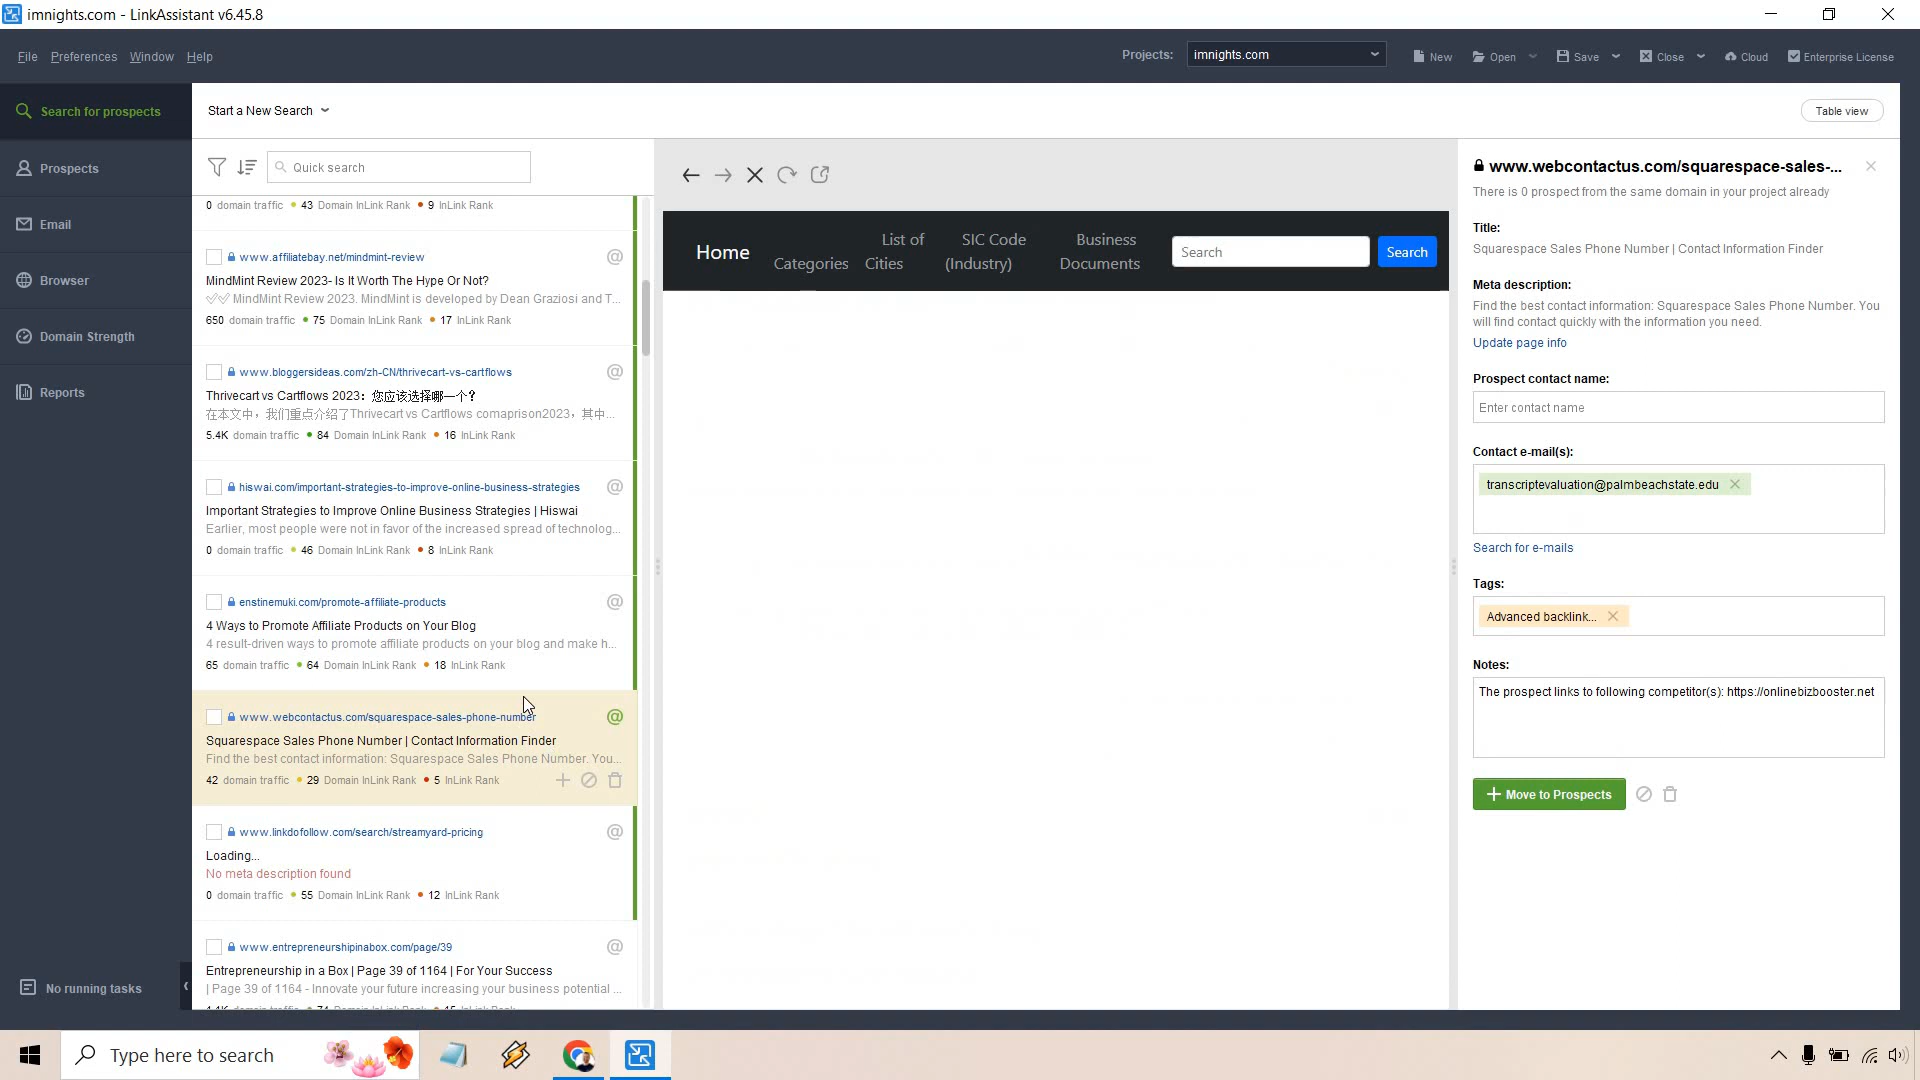 imnights.com - LinkAssistant v6.45.8
File Preferences Window Help
Projects: imnights.com New Open Save Close Cloud Enterprise License
Search for prospects
Prospects
Email
Browser
Domain Strength
Reports
No running tasks
Start a New Search
Table view
Quick search
0 domain traffic 43 Domain InLink Rank 9 InLink Rank
www.affiliatebay.net/mindmint-review @
MindMint Review 2023- Is It Worth The Hype Or Not?
MindMint Review 2023. MindMint is developed by Dean Graziosi and T...
650 domain traffic 75 Domain InLink Rank 17 InLink Rank
www.bloggersideas.com/zh-CN/thrivecart-vs-cartflows @
Thrivecart vs Cartflows 2023：您应该选择哪一个？
在本文中，我们重点介绍了Thrivecart vs Cartflows comaprison2023，其中...
5.4K domain traffic 84 Domain InLink Rank 16 InLink Rank
hiswai.com/important-strategies-to-improve-online-business-strategies @
Important Strategies to Improve Online Business Strategies | Hiswai
Earlier, most people were not in favor of the increased spread of technolog...
0 domain traffic 46 Domain InLink Rank 8 InLink Rank
enstinemuki.com/promote-affiliate-products @
4 Ways to Promote Affiliate Products on Your Blog
4 result-driven ways to promote affiliate products on your blog and make h...
65 domain traffic 64 Domain InLink Rank 18 InLink Rank
www.webcontactus.com/squarespace-sales-phone-number @
Squarespace Sales Phone Number | Contact Information Finder
Find the best contact information: Squarespace Sales Phone Number. You...
42 domain traffic 29 Domain InLink Rank 5 InLink Rank
www.linkdofollow.com/search/streamyard-pricing @
Loading...
No meta description found
0 domain traffic 55 Domain InLink Rank 12 InLink Rank
www.entrepreneurshipinabox.com/page/39 @
Entrepreneurship in a Box | Page 39 of 1164 | For Your Success
| Page 39 of 1164 - Innovate your future increasing your business potential ...
Home
Categories
List of
Cities
SIC Code
(Industry)
Business
Documents
Search
Search
www.webcontactus.com/squarespace-sales-...
There is 0 prospect from the same domain in your project already
Title:
Squarespace Sales Phone Number | Contact Information Finder
Meta description:
Find the best contact information: Squarespace Sales Phone Number. You
will find contact quickly with the information you need.
Update page info
Prospect contact name:
Enter contact name
Contact e-mail(s):
transcriptevaluation@palmbeachstate.edu
Search for e-mails
Tags:
Advanced backlink...
Notes:
The prospect links to following competitor(s): https://onlinebizbooster.net
Move to Prospects
Type here to search